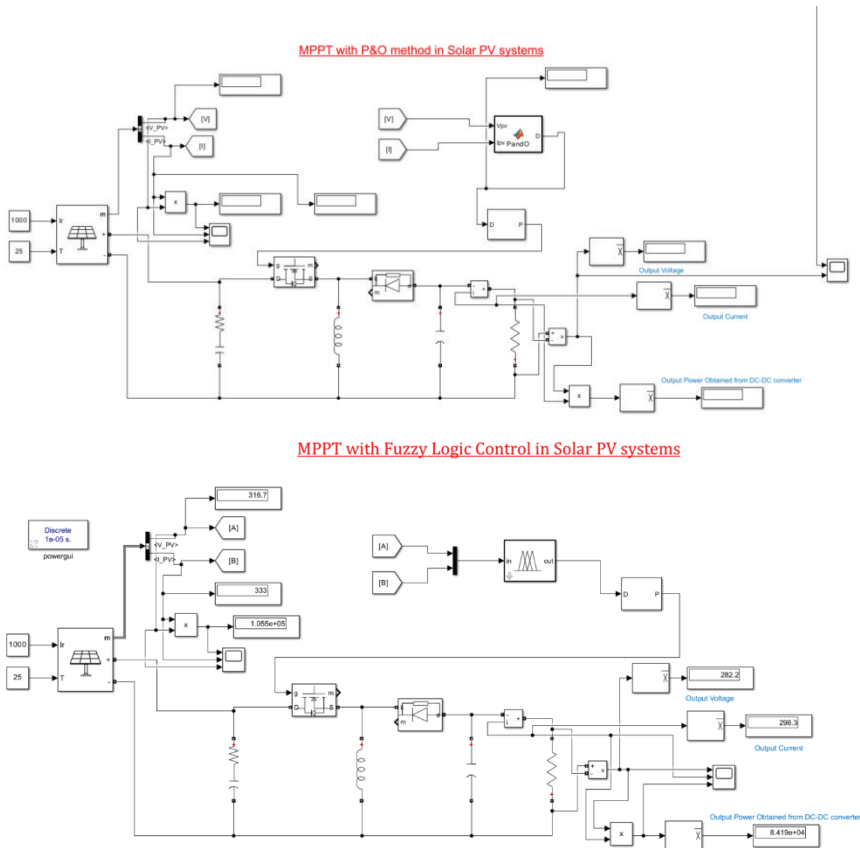 MPPT with P&O method in Solar PV systems
<V_PV>
<I_PV>
[V]
[I]
[V]
[I]
Vpv
Ipv
D
PandO
1000
25
Ir
T
m
+
-
x
D
P
g
m
D
S
a
m
-
i
+
+
-
v
x
Output Voltage
Output Current
Output Power Obtained from DC-DC converter
MPPT with Fuzzy Logic Control in Solar PV systems
Discrete
1e-05 s.
powergui
316.7
<V_PV>
<I_PV>
[A]
[B]
333
1.055e+05
x
[A]
[B]
in
out
D
P
1000
25
Ir
T
m
+
-
g
m
D
S
a
m
-
i
+
+
-
v
x
282.2
Output Voltage
298.3
Output Current
Output Power Obtained from DC-DC converter
8.419e+04